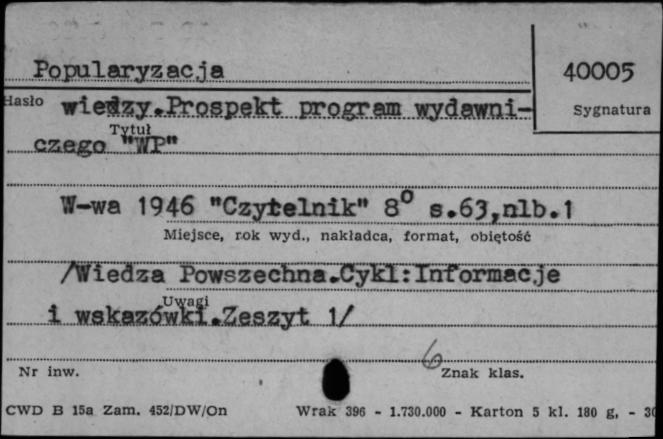 Popularyzacja
40005
Hasło
wiedzy.Prospekt program wydawni-
Sygnatura
Tytuł
czego "WP"
W-wa 1946 "Czytelnik" 8° s.63,nlb.1
Miejsce, rok wyd., nakładca, format, objętość
/Wiedza Powszechna.Cykl:Informacje
Uwagi
i wskazówki.Zeszyt 1/
6
Nr inw.
Znak klas.
CWD B 15a Zam. 452/DW/On
Wrak 396 - 1.730.000 - Karton 5 kl. 180 g, - 30